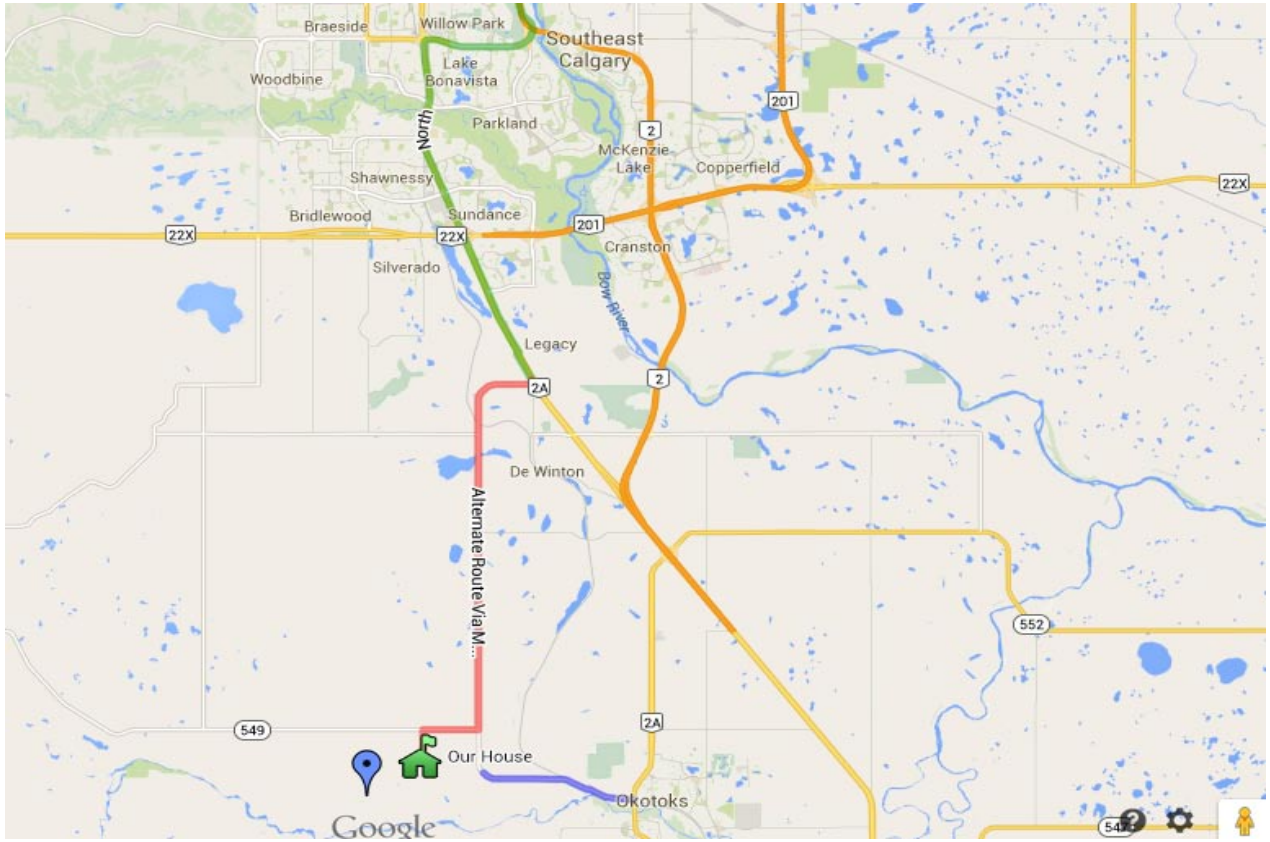 Braeside
Willow Park
Southeast
Calgary
Woodbine
Lake
Bonavista
201
North
Parkland
2
McKenzie
Lake
Copperfield
Shawnessy
22X
Bridlewood
Sundance
201
22X
22X
Cranston
Silverado
Bow River
Legacy
2A
2
De Winton
Alternate Route Via M...
552
2A
549
Our House
Okotoks
Google
547
?